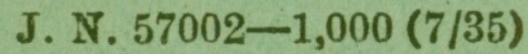 J. N. 57002—1,000 (7/35)